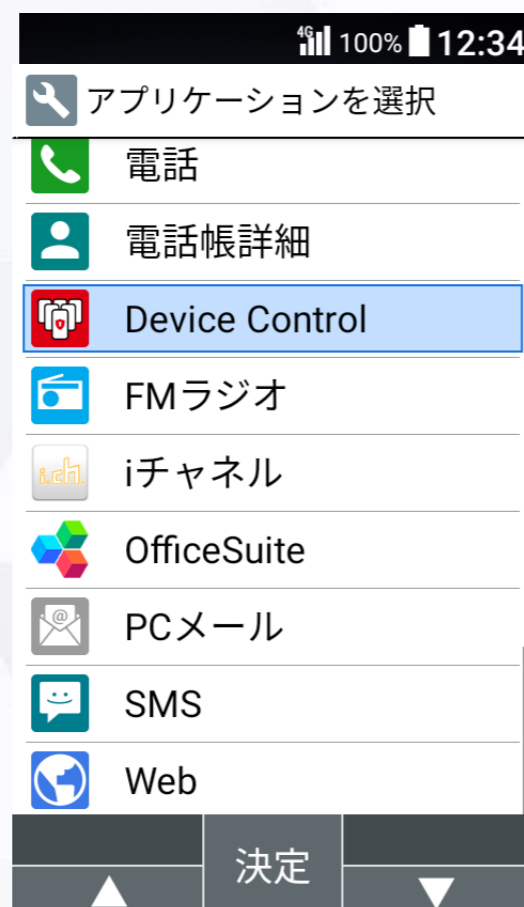 4G 100% 12:34
アプリケーションを選択
電話
電話帳詳細
Device Control
FMラジオ
i.ch.
iチャネル
OfficeSuite
@
PCメール
SMS
Web
決定